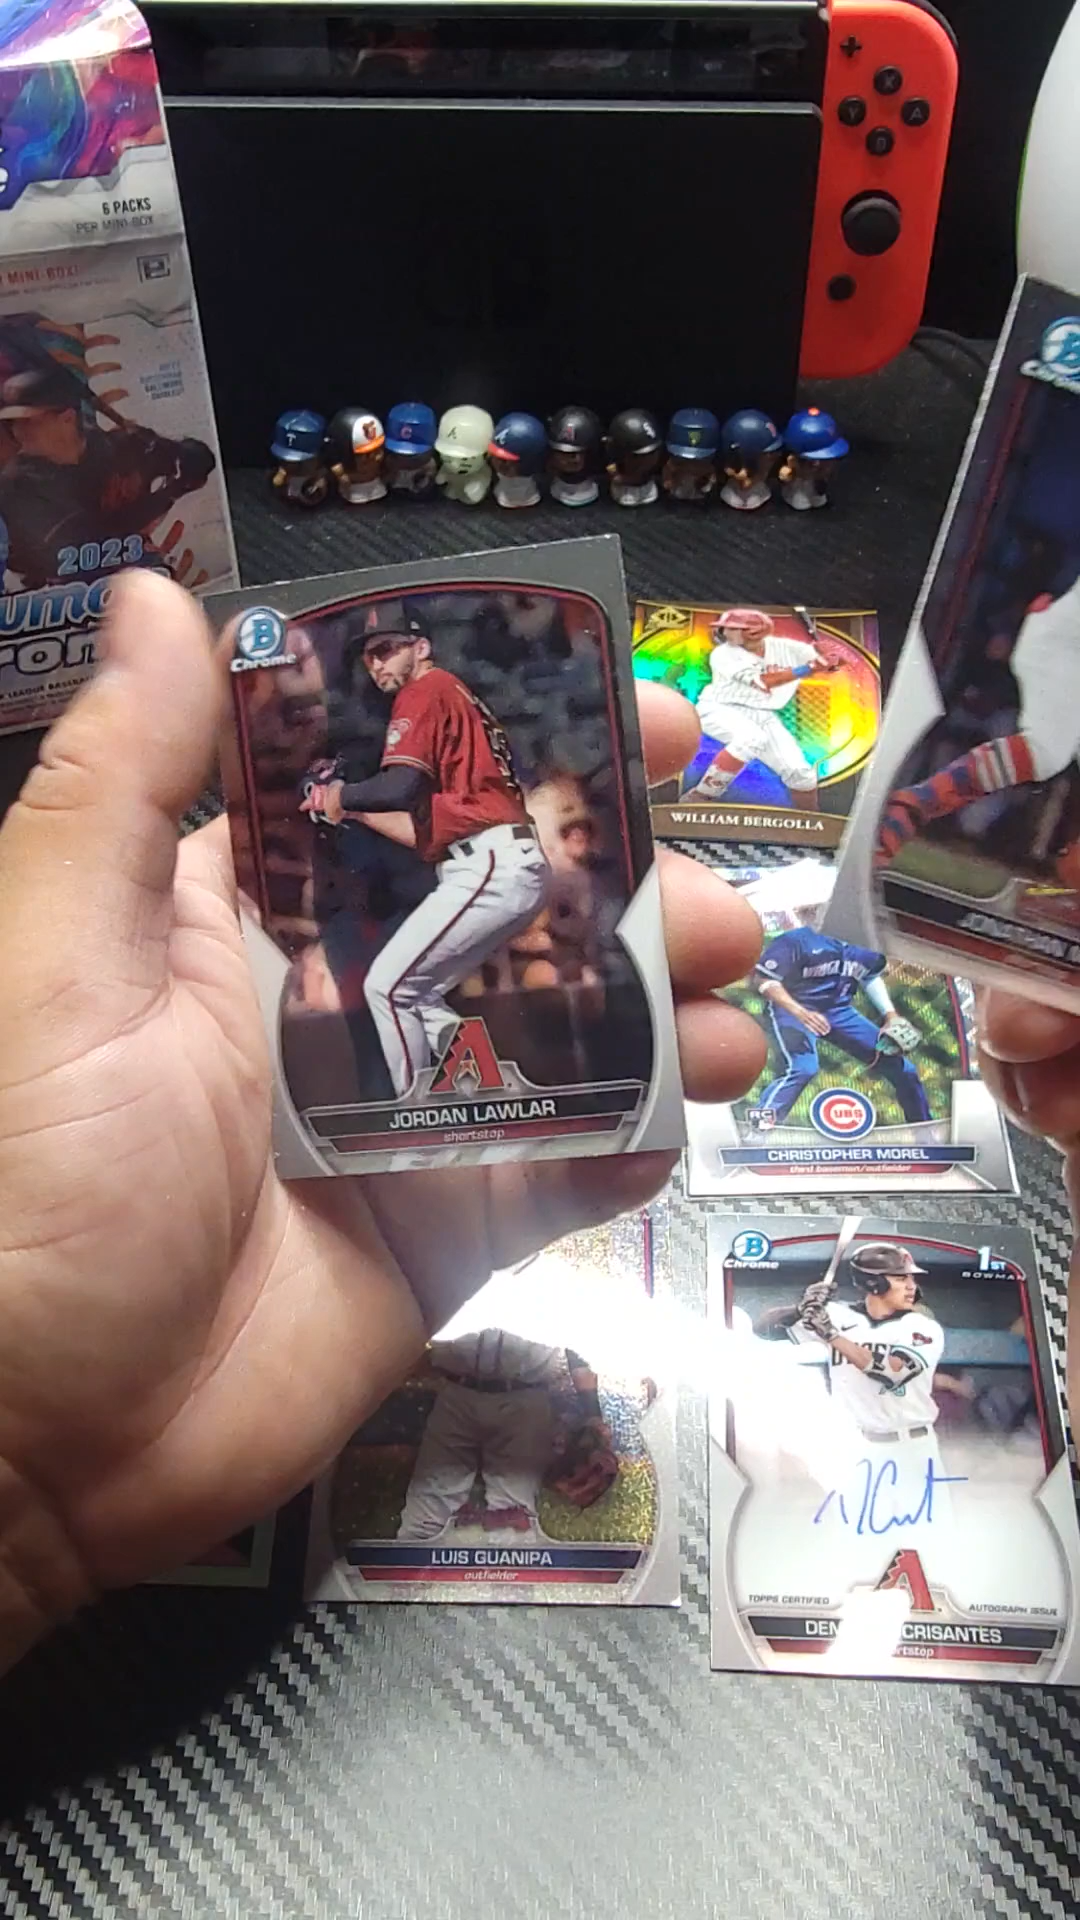 6 PACKS
PER MINI-BOX
MINI-BOX!
2023
B
Chrome
JORDAN LAWLAR
shortstop
WILLIAM BERGOLLA
RC
CUBS
CHRISTOPHER MOREL
third baseman/outfielder
LUIS GUANIPA
outfielder
B
Chrome
1ST
BOWMAN
TOPPS CERTIFIED
AUTOGRAPH ISSUE
CRISANTES
+
X
Y
A